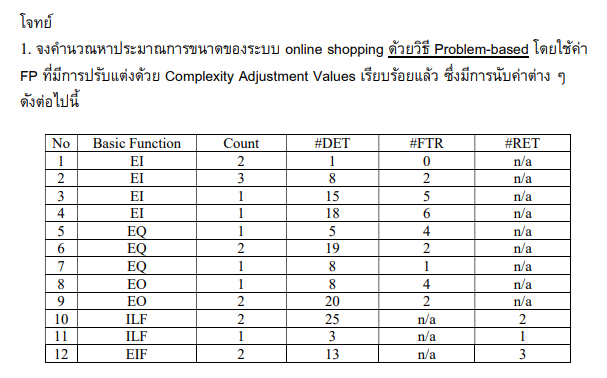 โจทย์
1. จงคำนวณหาประมาณการขนาดของระบบ online shopping ด้วยวิธี Problem-based โดยใช้ค่า
FP ที่มีการปรับแต่งด้วย Complexity Adjustment Values เรียบร้อยแล้ว ซึ่งมีการนับค่าต่าง ๆ
ดังต่อไปนี้
No Basic Function Count #DET #FTR #RET
1 EI 2 1 0 n/a
2 EI 3 8 2 n/a
3 EI 1 15 5 n/a
4 EI 1 18 6 n/a
5 EQ 1 5 4 n/a
6 EQ 2 19 2 n/a
7 EQ 1 8 1 n/a
8 EO 1 8 4 n/a
9 EO 2 20 2 n/a
10 ILF 2 25 n/a 2
11 ILF 1 3 n/a 1
12 EIF 2 13 n/a 3